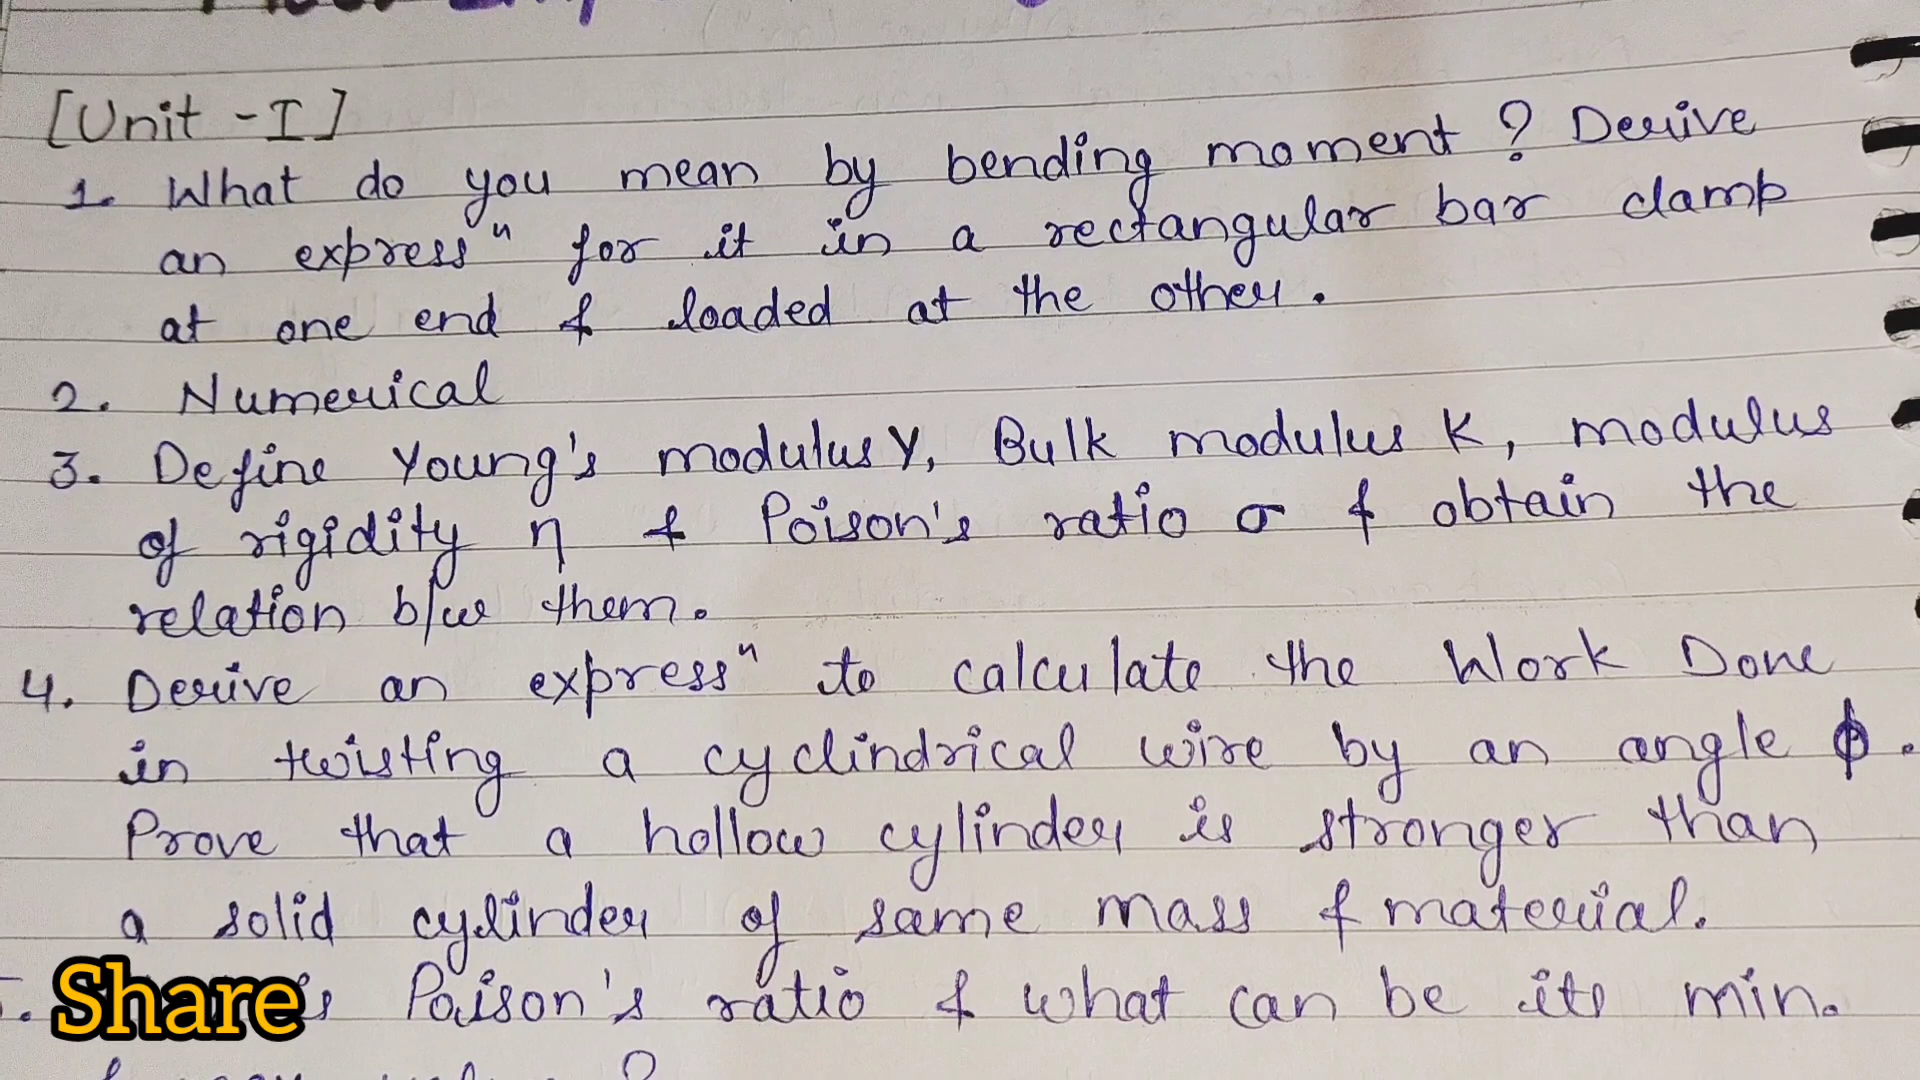 [Unit - I]
1. What do you mean by bending moment ? Derive
an expressⁿ for it in a rectangular bar clamp
at one end & loaded at the other.
2. Numerical
3. Define Young's modulus Y, Bulk modulus K, modulus
of rigidity η & Poison's ratio σ & obtain the
relation b/w them.
4. Derive an expressⁿ to calculate the Work Done
in twisting a cyclindrical wire by an angle ϕ.
Prove that a hollow cylinder is stronger than
a solid cylinder of same mass & material.
Share is Poison's ratio & what can be its min.